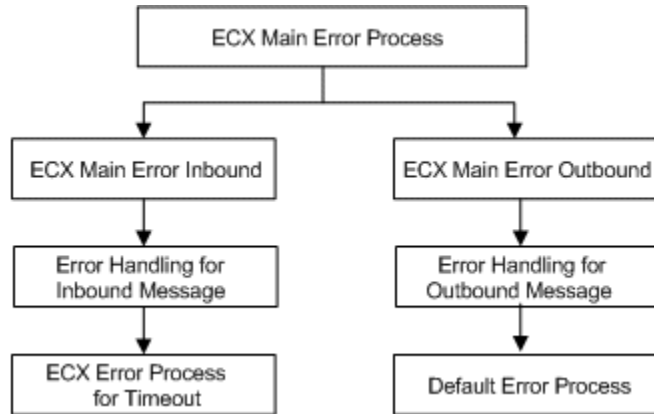 ECX Main Error Process
ECX Main Error Inbound
ECX Main Error Outbound
Error Handling for
Inbound Message
Error Handling for
Outbound Message
ECX Error Process
for Timeout
Default Error Process